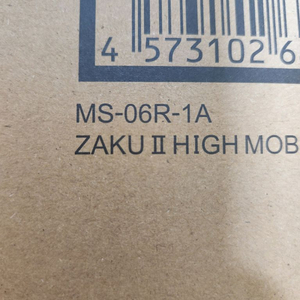 4 573102 6
MS-06R-1A
ZAKU Ⅱ HIGH MOB